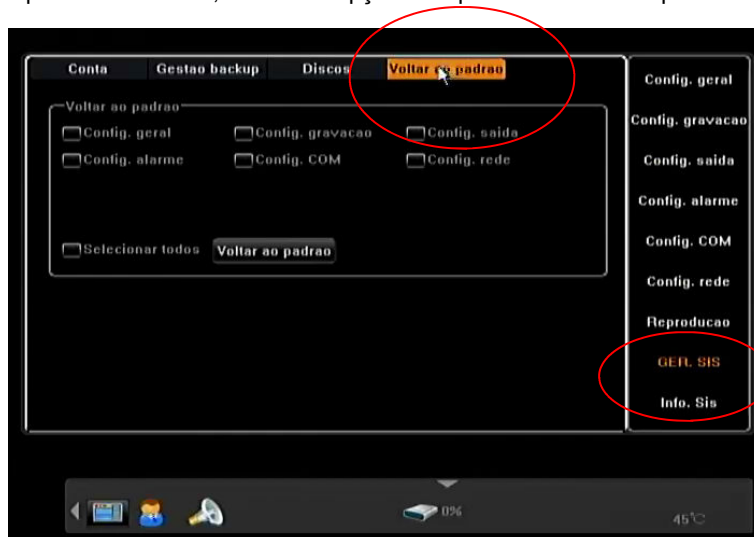 Conta Gestao backup Discos Voltar ao padrao
Voltar ao padrao
Config. geral Config. gravacao Config. saida
Config. alarme Config. COM Config. rede
Selecionar todos Voltar ao padrao
Config. geral
Config. gravacao
Config. saida
Config. alarme
Config. COM
Config. rede
Reproducao
GER. SIS
Info. Sis
0%
45°C